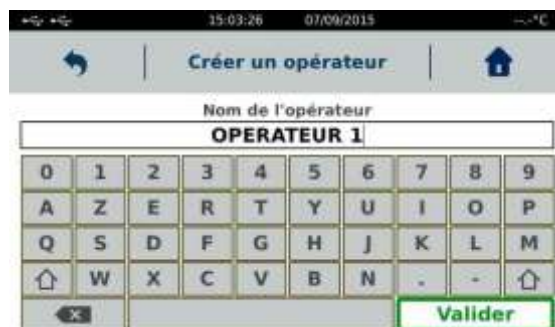 15:03:26 07/09/2015 --.-°C
Créer un opérateur
Nom de l'opérateur
OPERATEUR 1
0 1 2 3 4 5 6 7 8 9
A Z E R T Y U I O P
Q S D F G H J K L M
W X C V B N . -
Valider